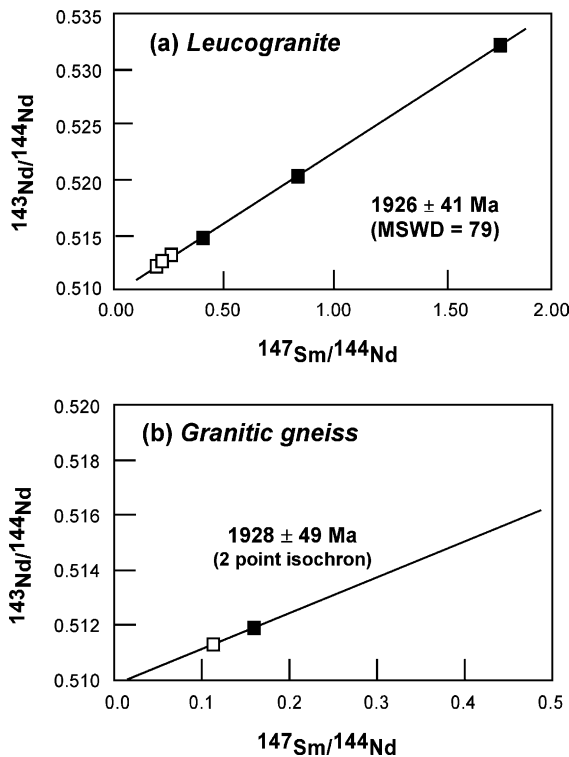 (a) Leucogranite
0.535
0.530
0.525
0.520
0.515
0.510
143Nd/144Nd
1926 ± 41 Ma
(MSWD = 79)
0.00 0.50 1.00 1.50 2.00
147Sm/144Nd
(b) Granitic gneiss
0.520
0.518
0.516
0.514
0.512
0.510
143Nd/144Nd
1928 ± 49 Ma
(2 point isochron)
0.0 0.1 0.2 0.3 0.4 0.5
147Sm/144Nd